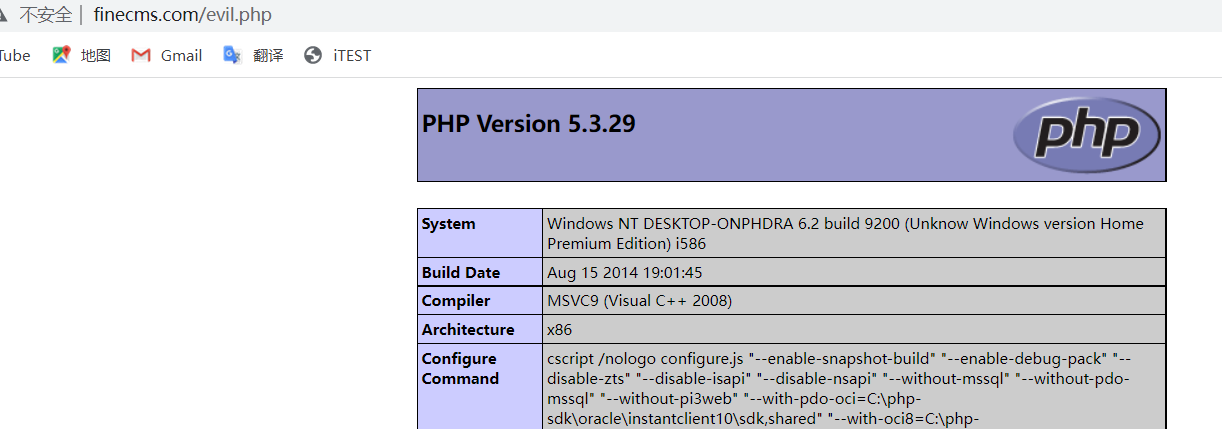 不安全 | finecms.com/evil.php
Tube 地图 Gmail 翻译 iTEST
PHP Version 5.3.29
php
System Windows NT DESKTOP-ONPHDRA 6.2 build 9200 (Unknow Windows version Home
Premium Edition) i586
Build Date Aug 15 2014 19:01:45
Compiler MSVC9 (Visual C++ 2008)
Architecture x86
Configure cscript /nologo configure.js "--enable-snapshot-build" "--enable-debug-pack" "--
Command disable-zts" "--disable-isapi" "--disable-nsapi" "--without-mssql" "--without-pdo-
mssql" "--without-pi3web" "--with-pdo-oci=C:\php-
sdk\oracle\instantclient10\sdk,shared" "--with-oci8=C:\php-